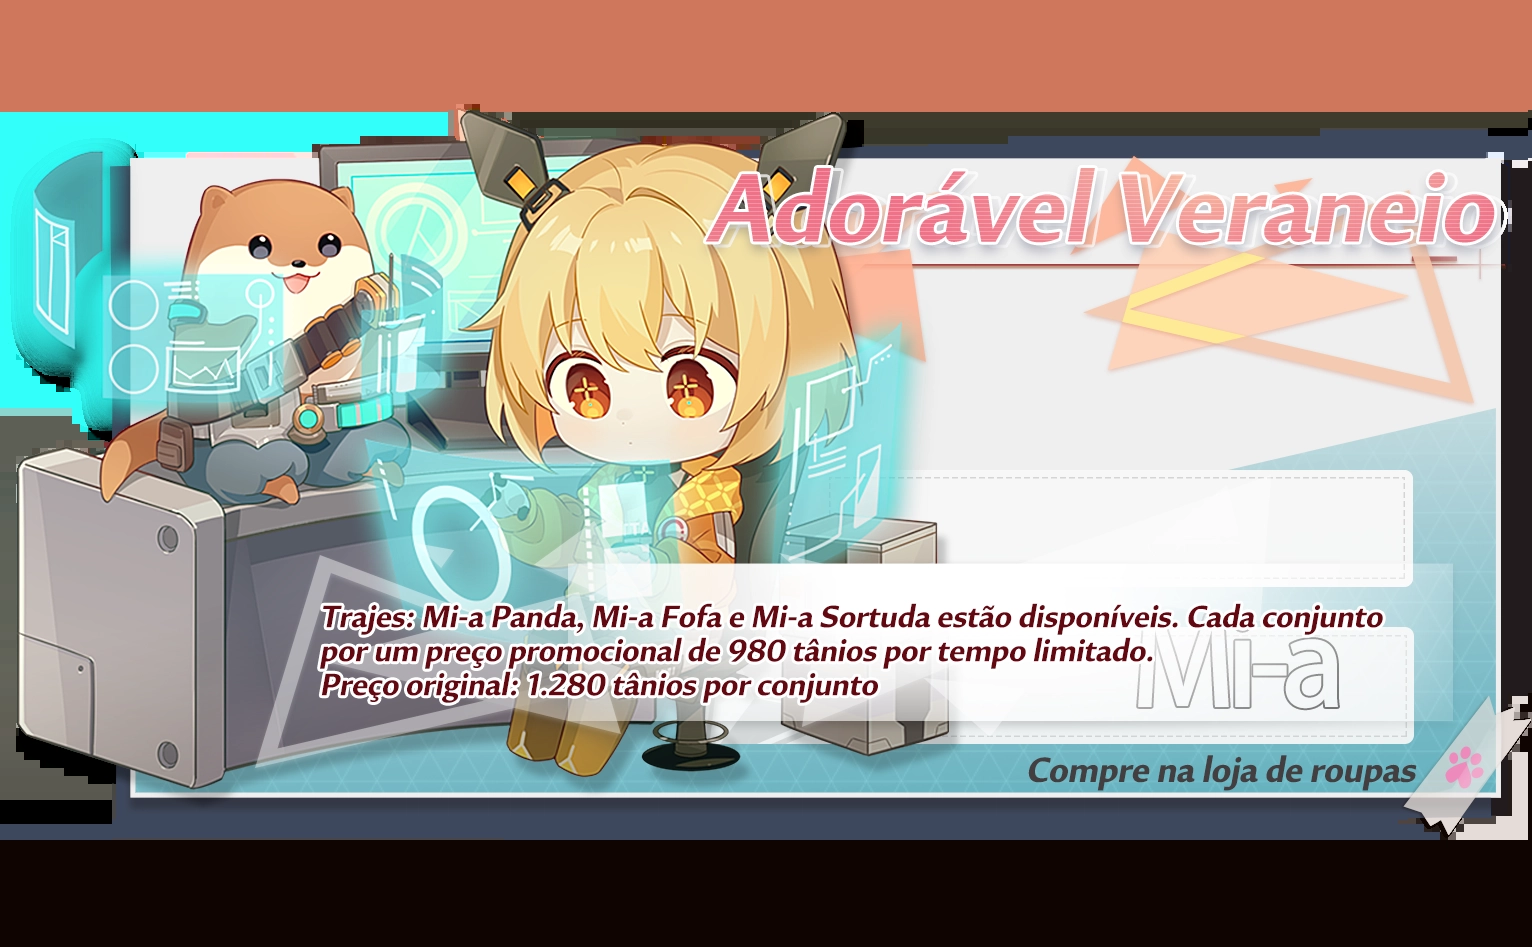 Adorável Veraneio
Trajes: Mi-a Panda, Mi-a Fofa e Mi-a Sortuda estão disponíveis. Cada conjunto
por um preço promocional de 980 tânios por tempo limitado.
Preço original: 1.280 tânios por conjunto
Mi-a
Compre na loja de roupas